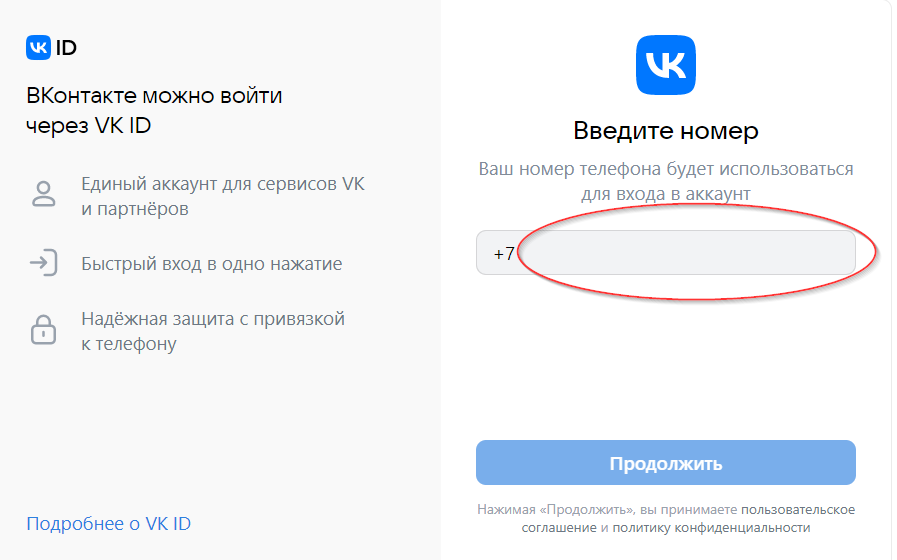 VK ID
ВКонтакте можно войти
через VK ID
Единый аккаунт для сервисов VK
и партнёров
Быстрый вход в одно нажатие
Надёжная защита с привязкой
к телефону
Подробнее о VK ID
VK
Введите номер
Ваш номер телефона будет использоваться
для входа в аккаунт
+7
Продолжить
Нажимая «Продолжить», вы принимаете пользовательское
соглашение и политику конфиденциальности